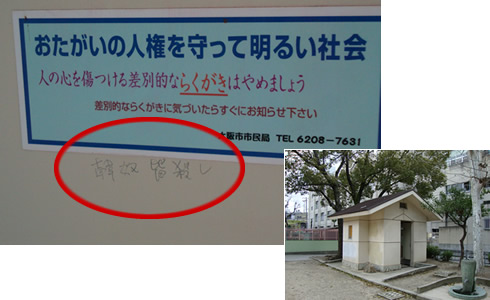 おたがいの人権を守って明るい社会
人の心を傷つける差別的ならくがきはやめましょう
差別的ならくがきに気づいたらすぐにお知らせ下さい
大阪市市民局 TEL 6208-7631
皆殺し